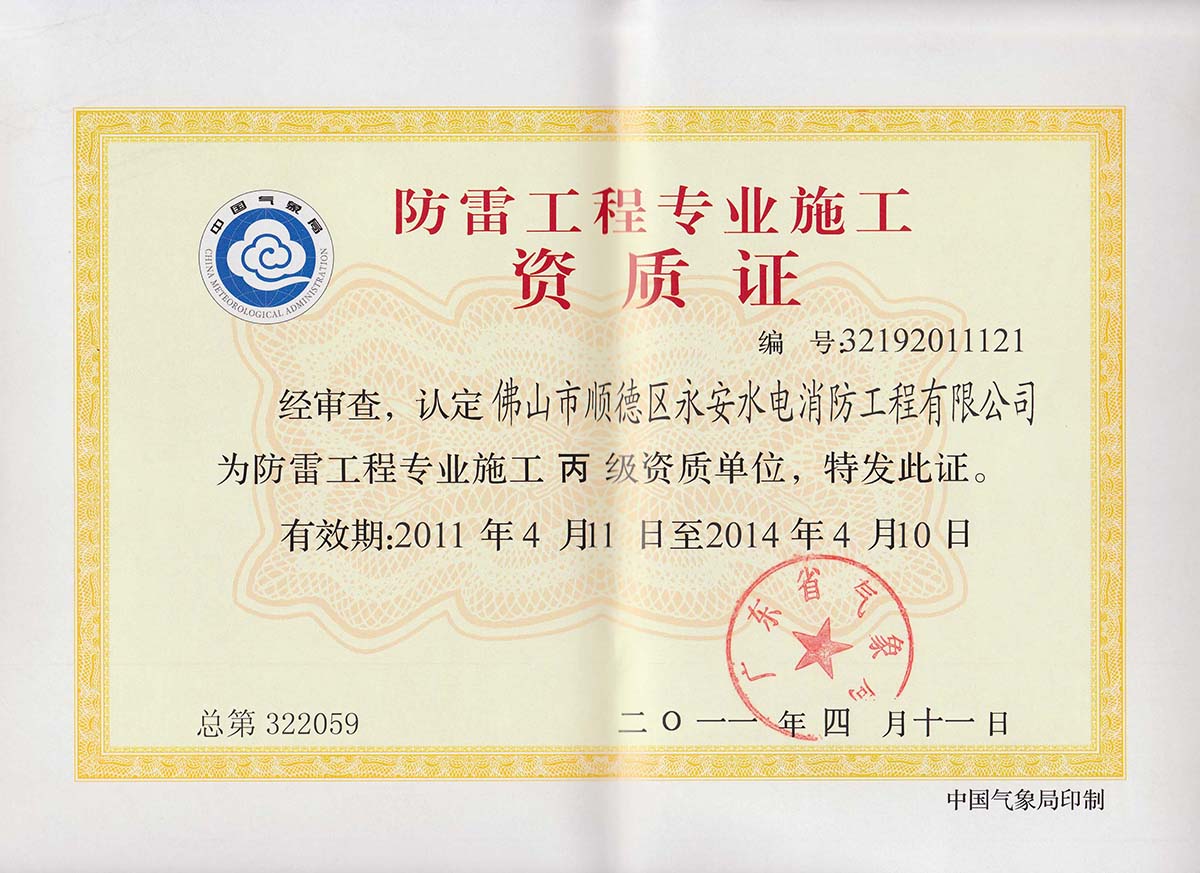 中国气象局
CHINA METEOROLOGICAL ADMINISTRATION
防雷工程专业施工
资质证
编 号:32192011121
经审查，认定 佛山市顺德区永安水电消防工程有限公司
为防雷工程专业施工 丙 级资质单位，特发此证。
有效期:2011 年 4 月11 日至2014 年 4 月10 日
广东省气象局
总第 322059
二〇一一 年 四 月十一日
中国气象局印制